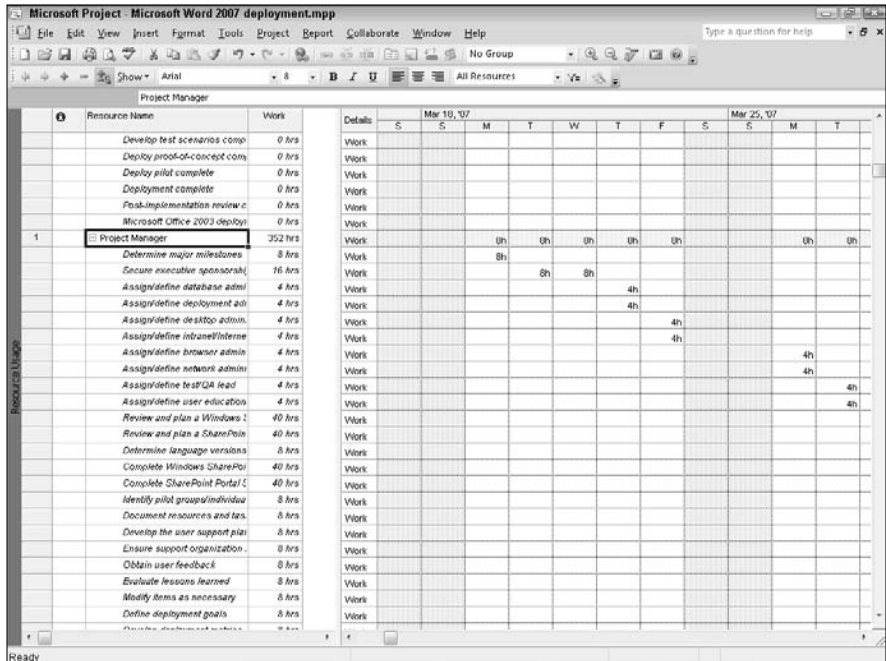 Microsoft Project - Microsoft Word 2007 deployment.mpp
File Edit View Insert Format Tools Project Report Collaborate Window Help Type a question for help
No Group
Show Arial 8 B I U All Resources
Project Manager
Resource Name Work Details Mar 18, '07 Mar 25, '07
S S M T W T F S S M T
Develop test scenarios comp 0 hrs Work
Deploy proof-of-concept com 0 hrs Work
Deploy pilot complete 0 hrs Work
Deployment complete 0 hrs Work
Post-implementation review c 0 hrs Work
Microsoft Office 2003 deploy 0 hrs Work
1 Project Manager 352 hrs Work 8h 8h 8h 8h 8h 8h 8h
Determine major milestones 8 hrs Work 8h
Secure executive sponsorshi 16 hrs Work 8h 8h
Assign/define database admi 4 hrs Work 4h
Assign/define deployment adi 4 hrs Work 4h
Assign/define desktop admin. 4 hrs Work 4h
Assign/define intranet/Interne 4 hrs Work 4h
Assign/define browser admin 4 hrs Work 4h
Assign/define network admini 4 hrs Work 4h
Assign/define test/QA lead 4 hrs Work 4h
Assign/define user education 4 hrs Work 4h
Review and plan a Windows S 40 hrs Work
Review and plan a SharePoin 40 hrs Work
Determine language versions 8 hrs Work
Complete Windows SharePoi 40 hrs Work
Complete SharePoint Portal S 40 hrs Work
Identify pilot groups/individua 8 hrs Work
Document resources and tas. 8 hrs Work
Develop the user support plan 8 hrs Work
Ensure support organization . 8 hrs Work
Obtain user feedback 8 hrs Work
Evaluate lessons learned 8 hrs Work
Modify items as necessary 8 hrs Work
Define deployment goals 8 hrs Work
Resource Usage
Ready